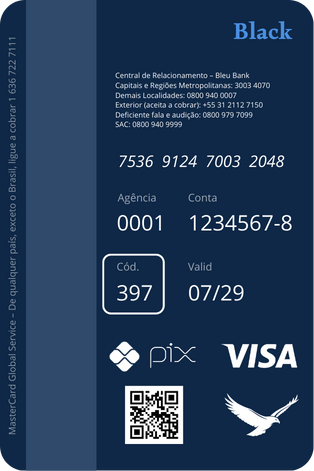 Black
Central de Relacionamento – Bleu Bank
Capitais e Regiões Metropolitanas: 3003 4070
Demais Localidades: 0800 940 0007
Exterior (aceita a cobrar): +55 31 2112 7150
Deficiente fala e audição: 0800 979 7099
SAC: 0800 940 9999
7536 9124 7003 2048
Agência Conta
0001 1234567-8
Cód. Valid
397 07/29
pix VISA
MasterCard Global Service – De qualquer país, exceto o Brasil, ligue a cobrar 1 636 722 7111